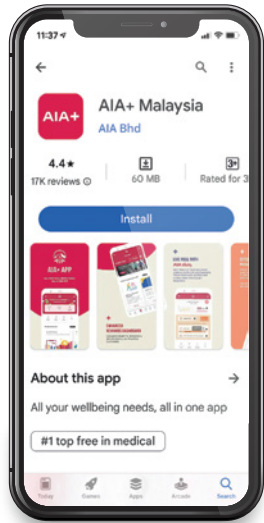 11:37
AIA+
AIA+ Malaysia
AIA Bhd
4.4★
17K reviews
60 MB
3+
Rated for 3
Install
AIA+ APP
About this app
All your wellbeing needs, all in one app
#1 top free in medical
Today
Games
Apps
Arcade
Search